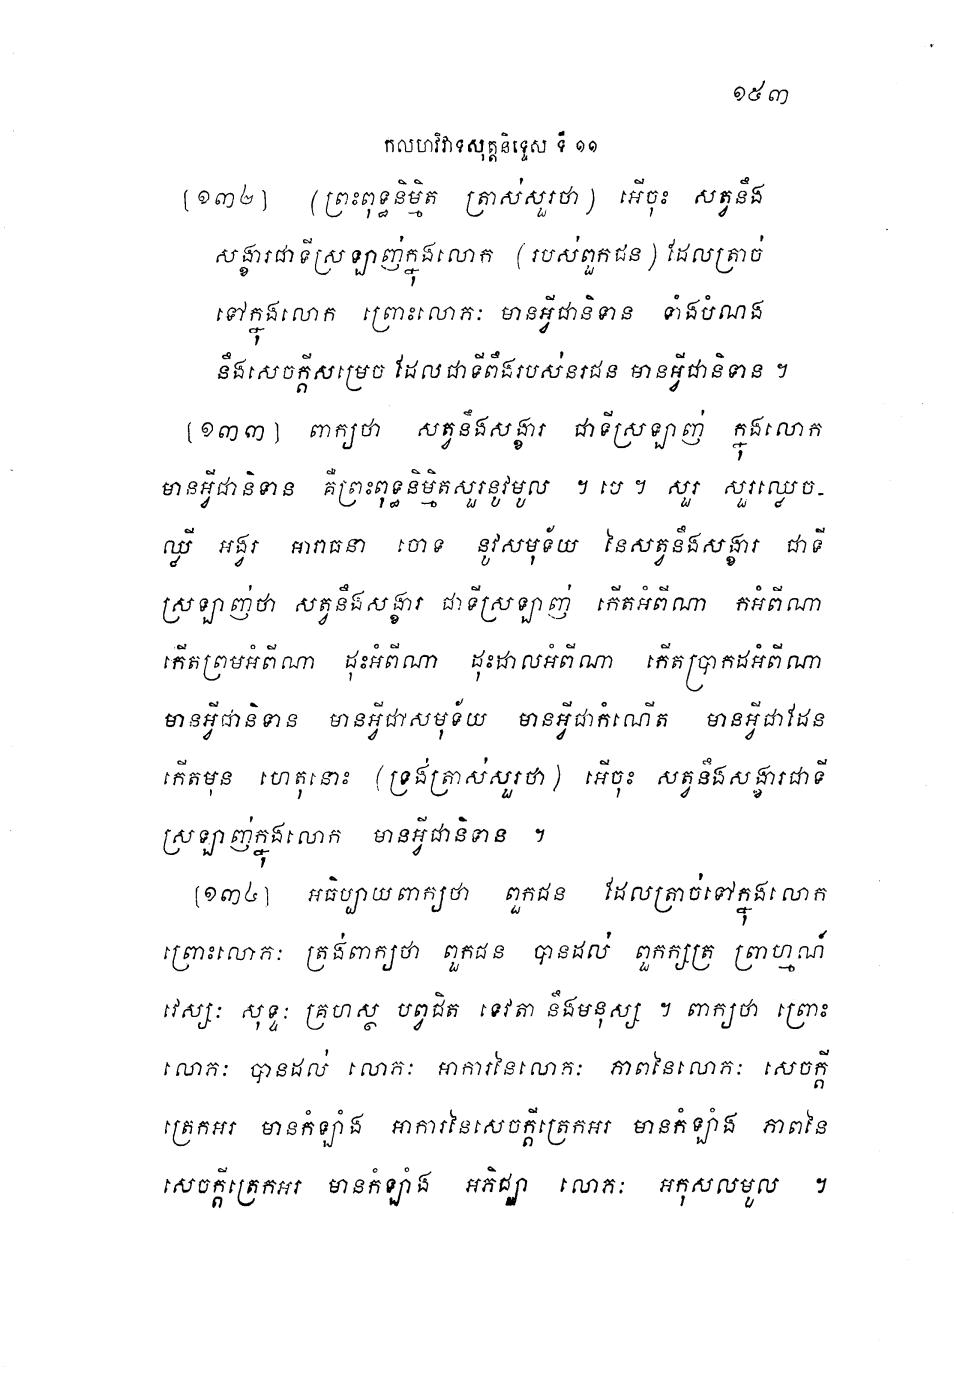 ១៥៣
កលហវិវាទសុត្តនិទ្ទេស ទី ១១
[១៣២] (ព្រះពុទ្ធនិម្មិត ត្រាស់សួរថា) អើចុះ សត្វនឹង
សង្ខារជាទីស្រឡាញ់ក្នុងលោក (របស់ពួកជន) ដែលត្រាច់
ទៅក្នុងលោក ព្រោះលោភៈ មានអ្វីជានិទាន ទាំងបំណង
នឹងសេចក្តីសម្រេច ដែលជាទីពឹងរបស់នរជន មានអ្វីជានិទាន ។
[១៣៣] ពាក្យថា សត្វនឹងសង្ខារ ជាទីស្រឡាញ់ ក្នុងលោក
មានអ្វីជានិទាន គឺព្រះពុទ្ធនិម្មិតសួរនូវមូល ។ បេ ។ សួរ សួរឈ្វេច-
ឈ្វី អង្វរ អារាធនា ចោទ នូវសមុទ័យ នៃសត្វនឹងសង្ខារ ជាទី
ស្រឡាញ់ថា សត្វនឹងសង្ខារ ជាទីស្រឡាញ់ កើតអំពីណា កអំពីណា
កើតព្រមអំពីណា ដុះអំពីណា ដុះដាលអំពីណា កើតប្រាកដអំពីណា
មានអ្វីជានិទាន មានអ្វីជាសមុទ័យ មានអ្វីជាកំណើត មានអ្វីជាដែន
កើតមុន ហេតុនោះ (ទ្រង់ត្រាស់សួរថា) អើចុះ សត្វនឹងសង្ខារជាទី
ស្រឡាញ់ក្នុងលោក មានអ្វីជានិទាន ។
[១៣៤] អធិប្បាយពាក្យថា ពួកជន ដែលត្រាច់ទៅក្នុងលោក
ព្រោះលោភៈ ត្រង់ពាក្យថា ពួកជន បានដល់ ពួកក្សត្រ ព្រាហ្មណ៍
វេស្សៈ សុទ្ទៈ គ្រហស្ថ បព្វជិត ទេវតា នឹងមនុស្ស ។ ពាក្យថា ព្រោះ
លោភៈ បានដល់ លោភៈ អាការនៃលោភៈ ភាពនៃលោភៈ សេចក្តី
ត្រេកអរ មានកំឡាំង អាការនៃសេចក្តីត្រេកអរ មានកំឡាំង ភាពនៃ
សេចក្តីត្រេកអរ មានកំឡាំង អភិជ្ឈា លោភៈ អកុសលមូល ។